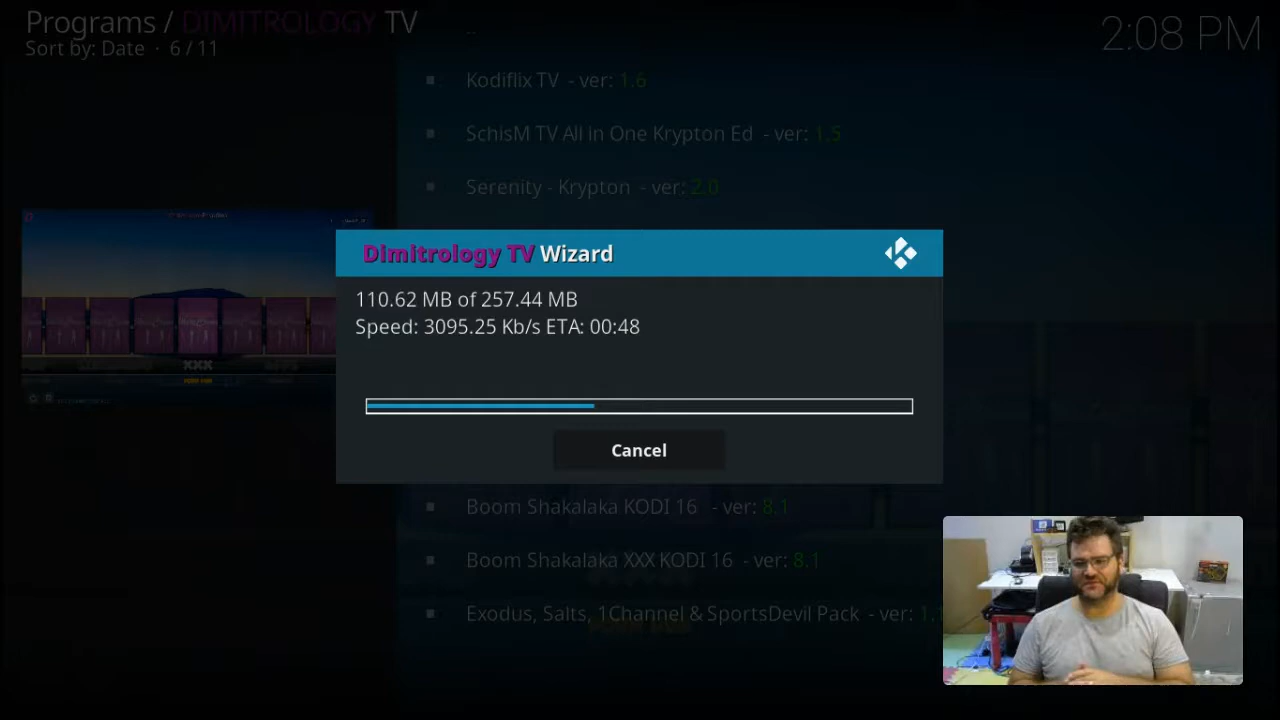 Programs / DIMITROLOGY TV
Sort by: Date · 6 / 11
2:08 PM
..
Kodiflix TV - ver: 1.6
SchisM TV All in One Krypton Ed - ver: 1.5
Serenity - Krypton - ver: 2.0
Dimitrology TV Wizard
110.62 MB of 257.44 MB
Speed: 3095.25 Kb/s ETA: 00:48
Cancel
XXX
Boom Shakalaka KODI 16 - ver: 8.1
Boom Shakalaka XXX KODI 16 - ver: 8.1
Exodus, Salts, 1Channel & SportsDevil Pack - ver: 1.1